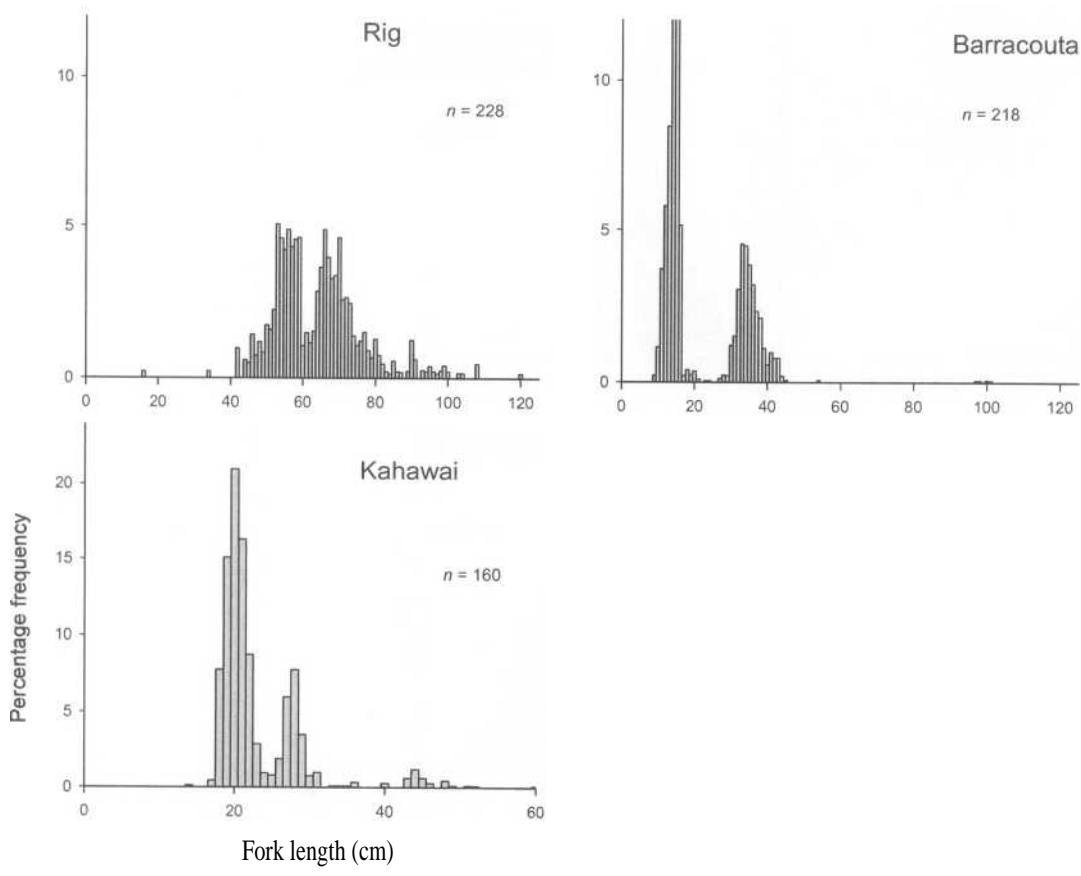 Rig
n = 228
10
5
0
0 20 40 60 80 100 120
Barracouta
n = 218
10
5
0
0 20 40 60 80 100 120
Kahawai
n = 160
Percentage frequency
20
15
10
5
0
0 20 40 60
Fork length (cm)